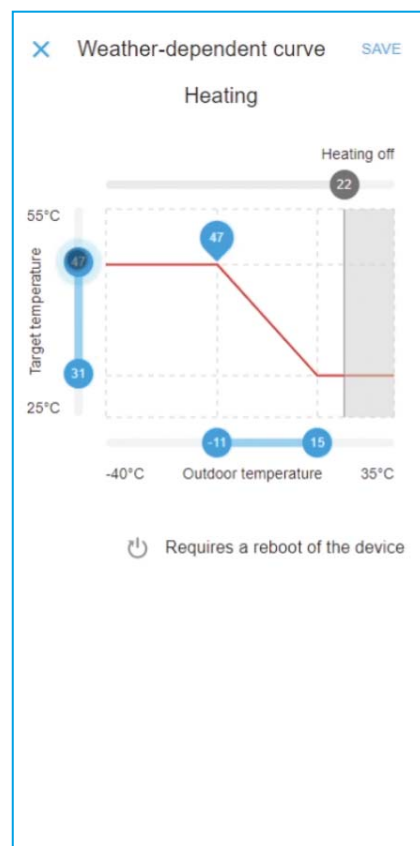 Weather-dependent curve SAVE
Heating
Heating off
22
55°C
47
47
Target temperature
31
25°C
-11 15
-40°C Outdoor temperature 35°C
Requires a reboot of the device